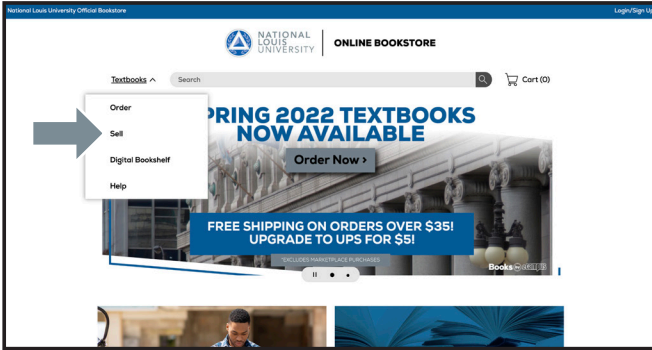 National Louis University Official Bookstore
Login/Sign Up
NATIONAL
LOUIS
UNIVERSITY
ONLINE BOOKSTORE
Textbooks
Search
Cart (0)
Order
Sell
Digital Bookshelf
Help
PRING 2022 TEXTBOOKS
NOW AVAILABLE
Order Now >
FREE SHIPPING ON ORDERS OVER $35!
UPGRADE TO UPS FOR $5!
*EXCLUDES MARKETPLACE PURCHASES
Books campus